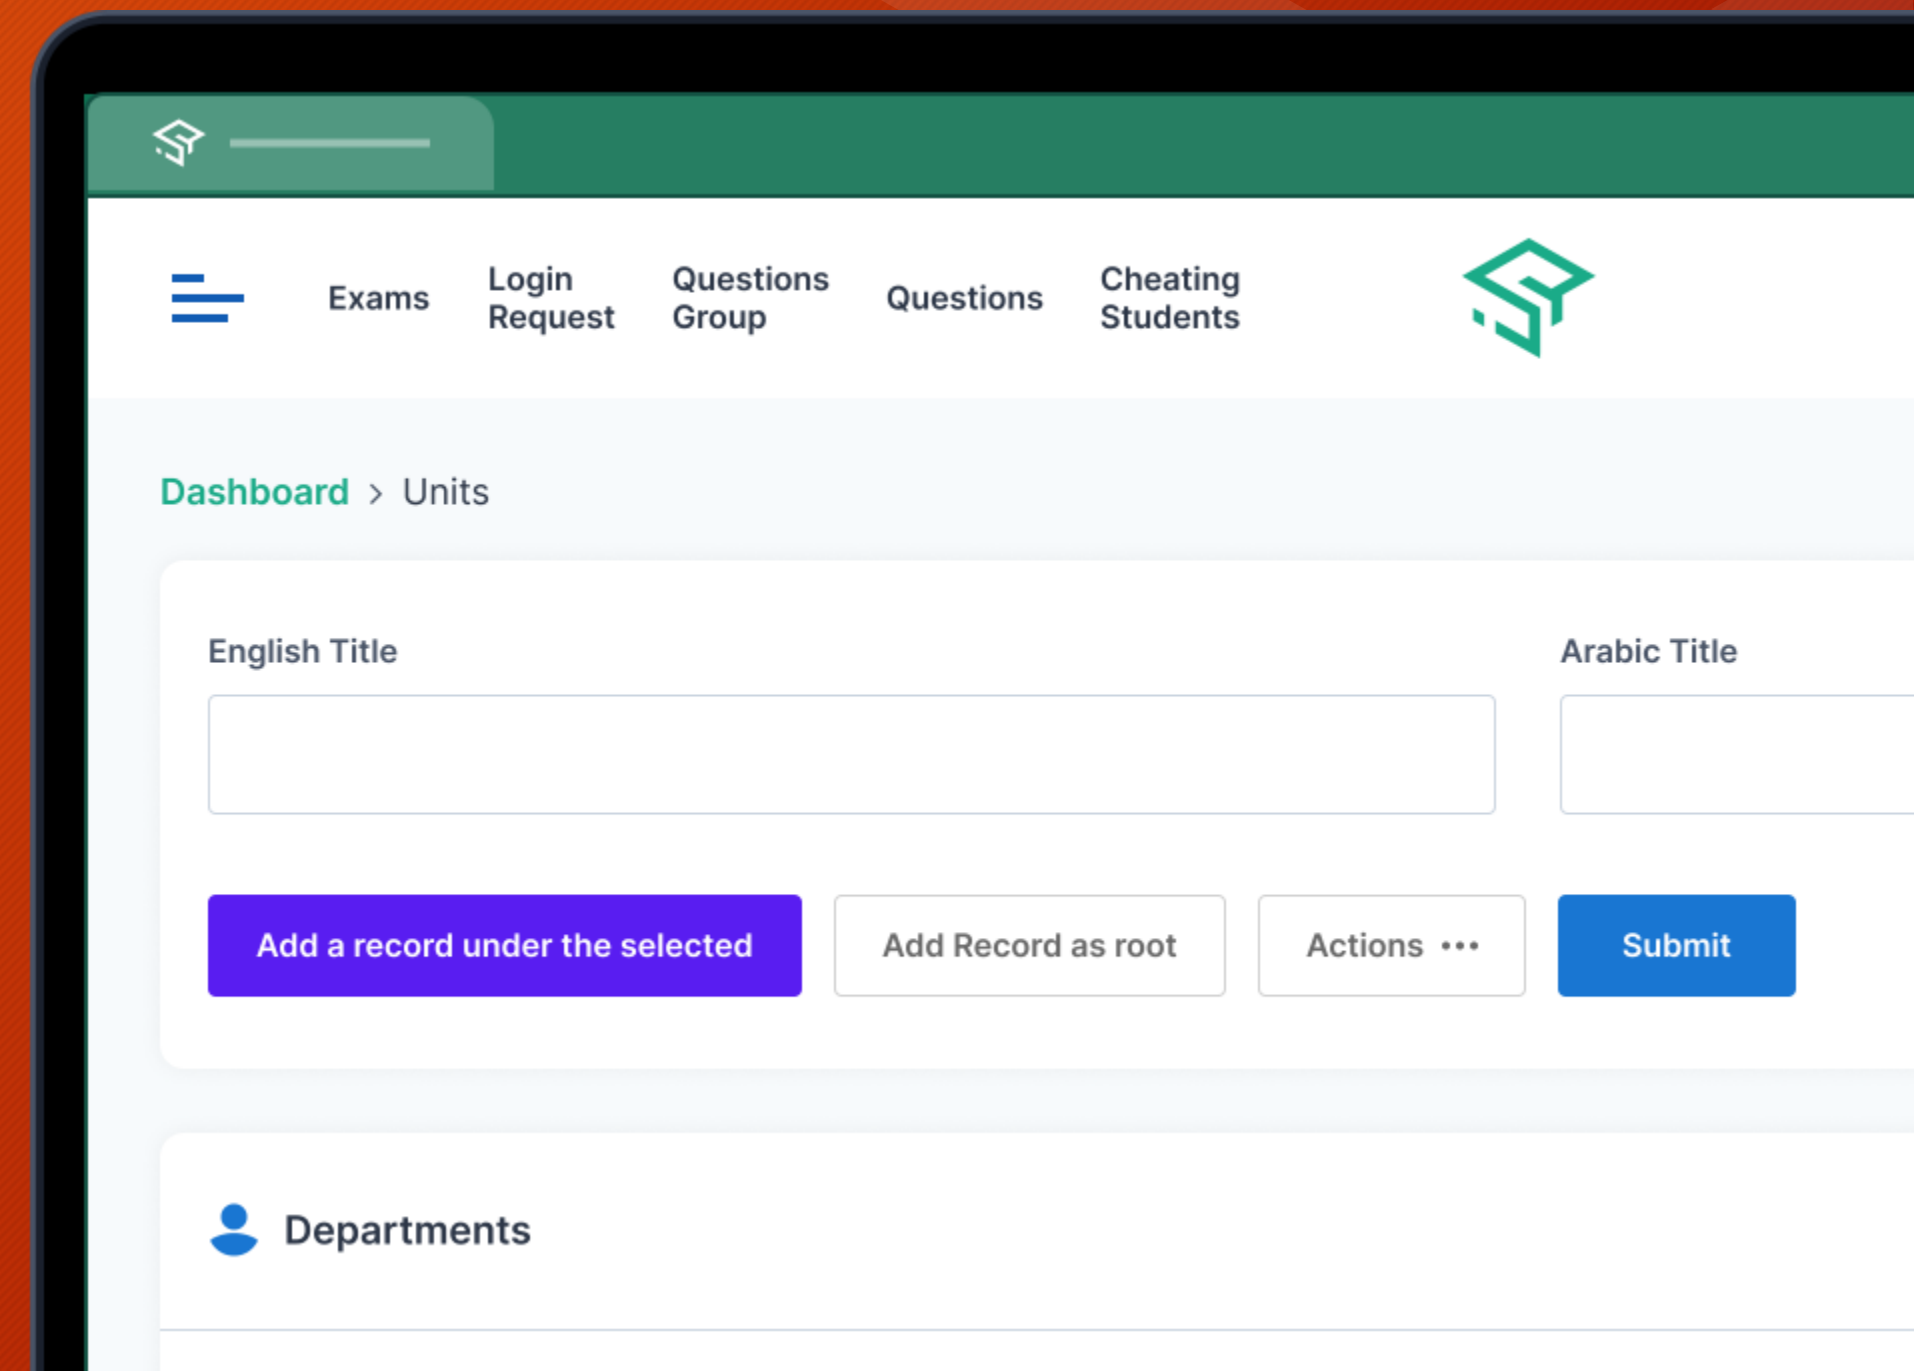 Exams
Login
Request
Questions
Group
Questions
Cheating
Students
Dashboard > Units
English Title
Arabic Title
Add a record under the selected
Add Record as root
Actions •••
Submit
Departments